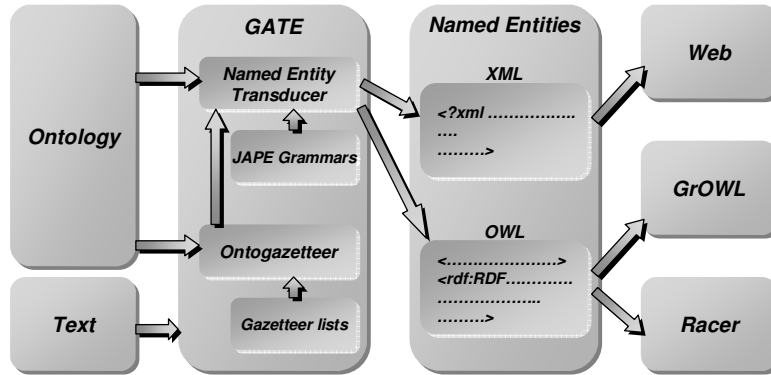 Ontology
Text
GATE
Named Entity
Transducer
JAPE Grammars
Ontogazetteer
Gazetteer lists
Named Entities
XML
<?xml .................
....
.........>
OWL
<......................>
<rdf:RDF.............
....................
.........>
Web
GrOWL
Racer